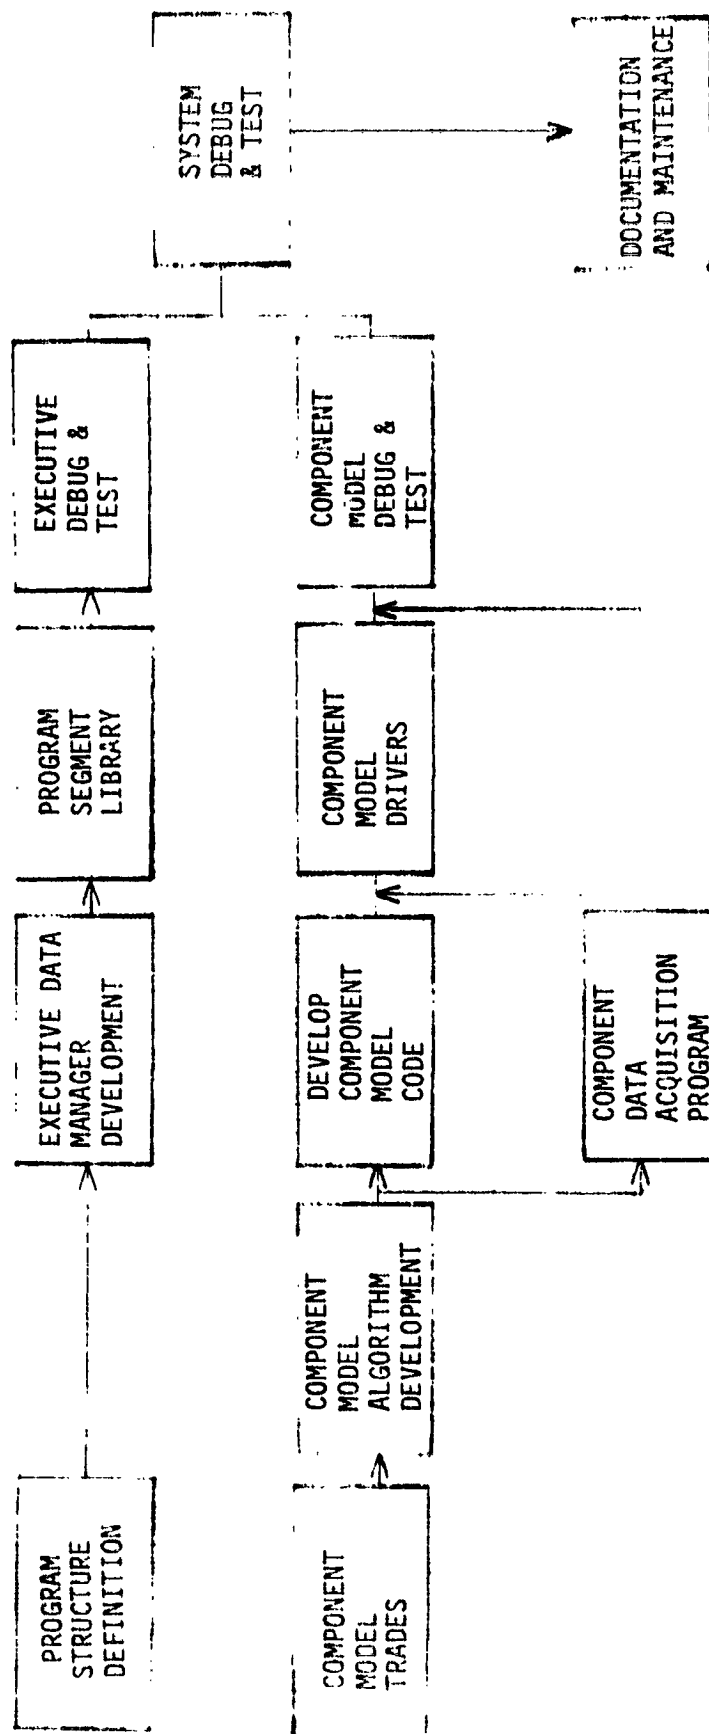 PROGRAM
STRUCTURE
DEFINITION
EXECUTIVE DATA
MANAGER
DEVELOPMENT
PROGRAM
SEGMENT
LIBRARY
EXECUTIVE
DEBUG &
TEST
SYSTEM
DEBUG
& TEST
COMPONENT
MODEL
TRADES
COMPONENT
MODEL
ALGORITHM
DEVELOPMENT
DEVELOP
COMPONENT
MODEL
CODE
COMPONENT
MODEL
DRIVERS
COMPONENT
MODEL
DEBUG &
TEST
COMPONENT
DATA
ACQUISITION
PROGRAM
DOCUMENTATION
AND MAINTENANCE